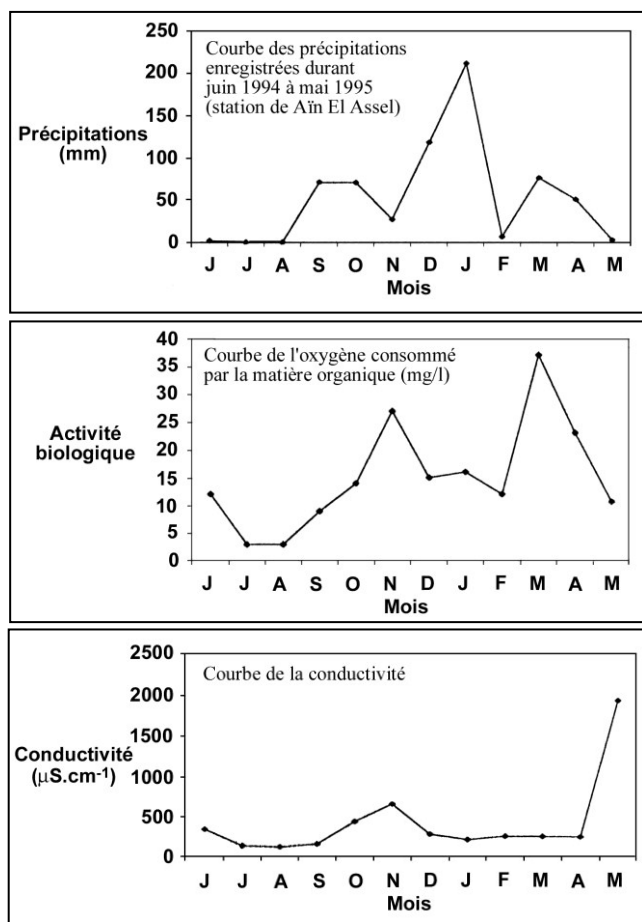 250
200
150
100
50
0
Précipitations
(mm)
Courbe des précipitations
enregistrées durant
juin 1994 à mai 1995
(station de Aïn El Assel)
J J A S O N D J F M A M
Mois
40
35
30
25
20
15
10
5
0
Activité
biologique
Courbe de l'oxygène consommé
par la matière organique (mg/l)
J J A S O N D J F M A M
Mois
2500
2000
1500
1000
500
0
Conductivité
(µS.cm-1)
Courbe de la conductivité
J J A S O N D J F M A M
Mois